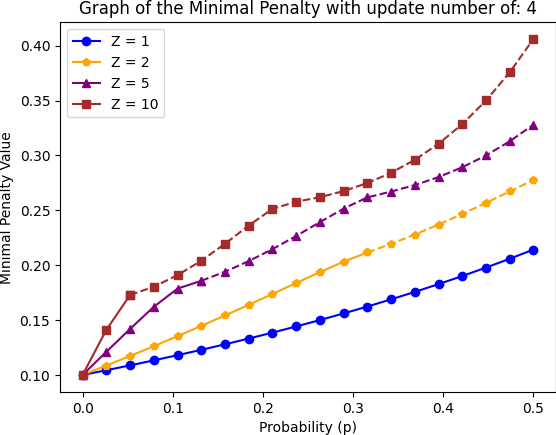 Graph of the Minimal Penalty with update number of: 4
Z = 1
Z = 2
Z = 5
Z = 10
Minimal Penalty Value
0.40
0.35
0.30
0.25
0.20
0.15
0.10
0.0 0.1 0.2 0.3 0.4 0.5
Probability (p)